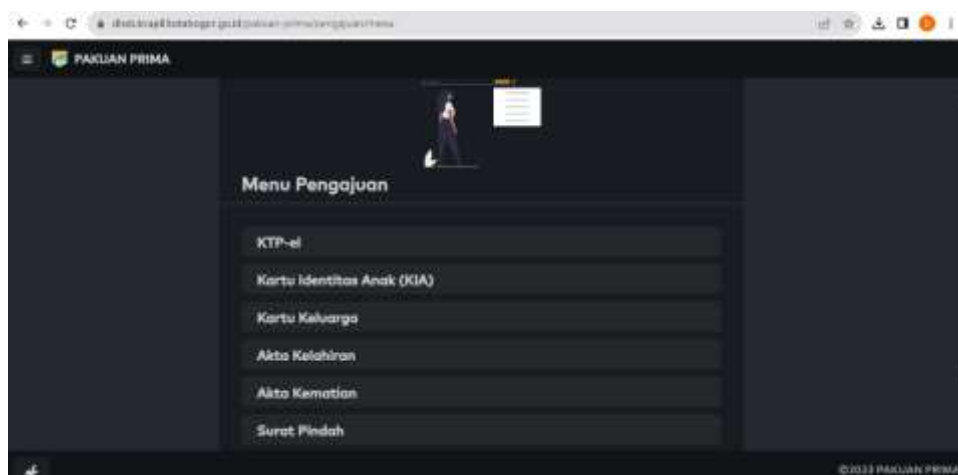 PAKUAN PRIMA
Menu Pengajuan
KTP-el
Kartu Identitas Anak (KIA)
Kartu Keluarga
Akta Kelahiran
Akta Kematian
Surat Pindah
©2023 PAKUAN PRIMA